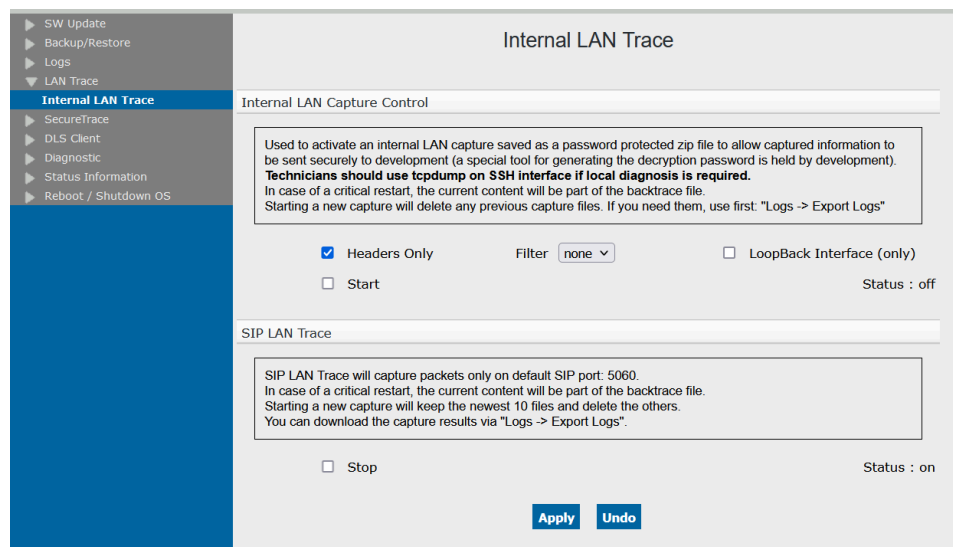 SW Update
Backup/Restore
Logs
LAN Trace
Internal LAN Trace
SecureTrace
DLS Client
Diagnostic
Status Information
Reboot / Shutdown OS
Internal LAN Trace
Internal LAN Capture Control
Used to activate an internal LAN capture saved as a password protected zip file to allow captured information to
be sent securely to development (a special tool for generating the decryption password is held by development).
Technicians should use tcpdump on SSH interface if local diagnosis is required.
In case of a critical restart, the current content will be part of the backtrace file.
Starting a new capture will delete any previous capture files. If you need them, use first: "Logs -> Export Logs"
Headers Only Filter none LoopBack Interface (only)
Start Status : off
SIP LAN Trace
SIP LAN Trace will capture packets only on default SIP port: 5060.
In case of a critical restart, the current content will be part of the backtrace file.
Starting a new capture will keep the newest 10 files and delete the others.
You can download the capture results via "Logs -> Export Logs".
Stop Status : on
Apply Undo